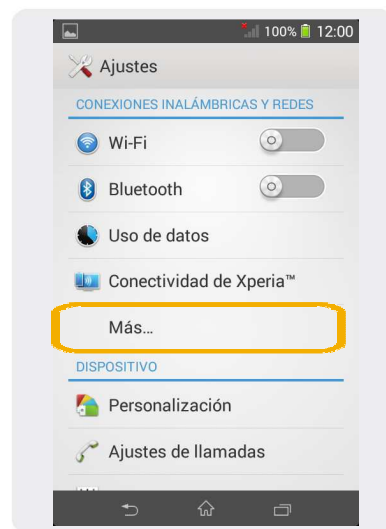 100% 12:00
Ajustes
CONEXIONES INALÁMBRICAS Y REDES
Wi-Fi
Bluetooth
Uso de datos
Conectividad de Xperia™
Más...
DISPOSITIVO
Personalización
Ajustes de llamadas